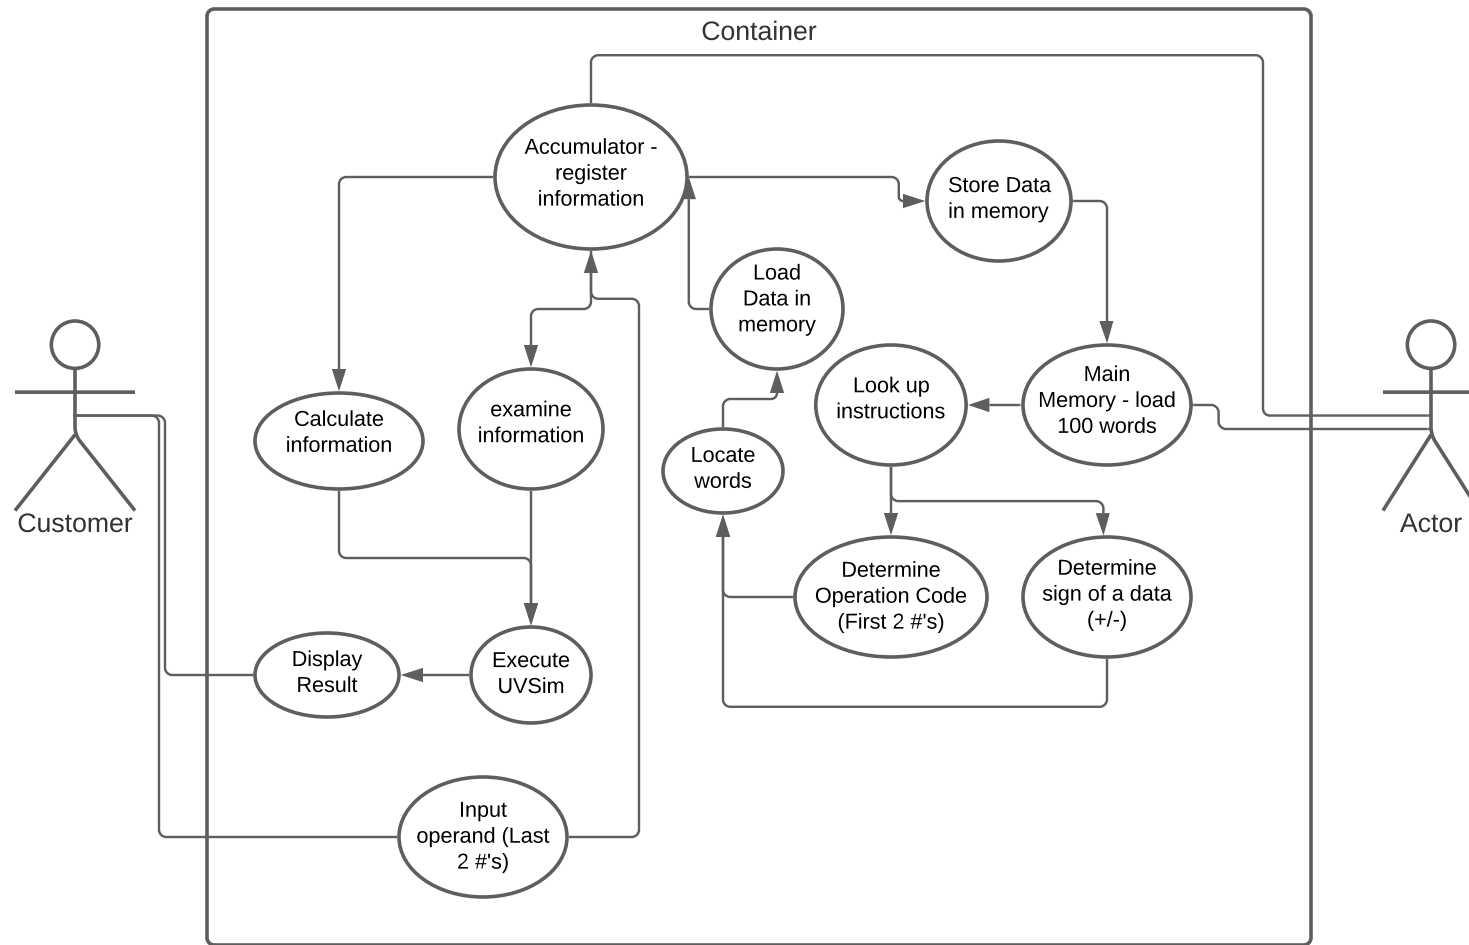 Container
Accumulator -
register
information
Store Data
in memory
Load
Data in
memory
Look up
instructions
Main
Memory - load
100 words
Calculate
information
examine
information
Locate
words
Customer
Actor
Determine
Operation Code
(First 2 #'s)
Determine
sign of a data
(+/-)
Display
Result
Execute
UVSim
Input
operand (Last
2 #'s)